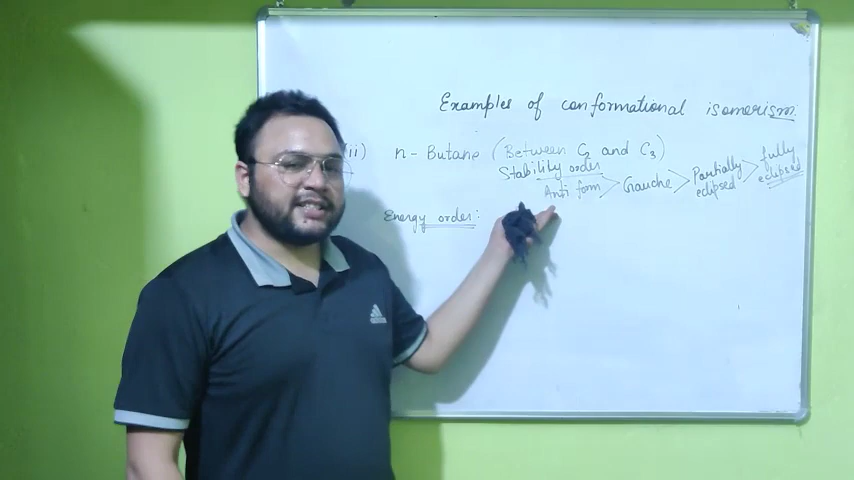 Examples of conformational isomerism.
(ii) n-Butane (Between C2 and C3)
Stability order
Anti form > Gauche > Partially eclipsed > fully eclipsed
Energy order:
adidas